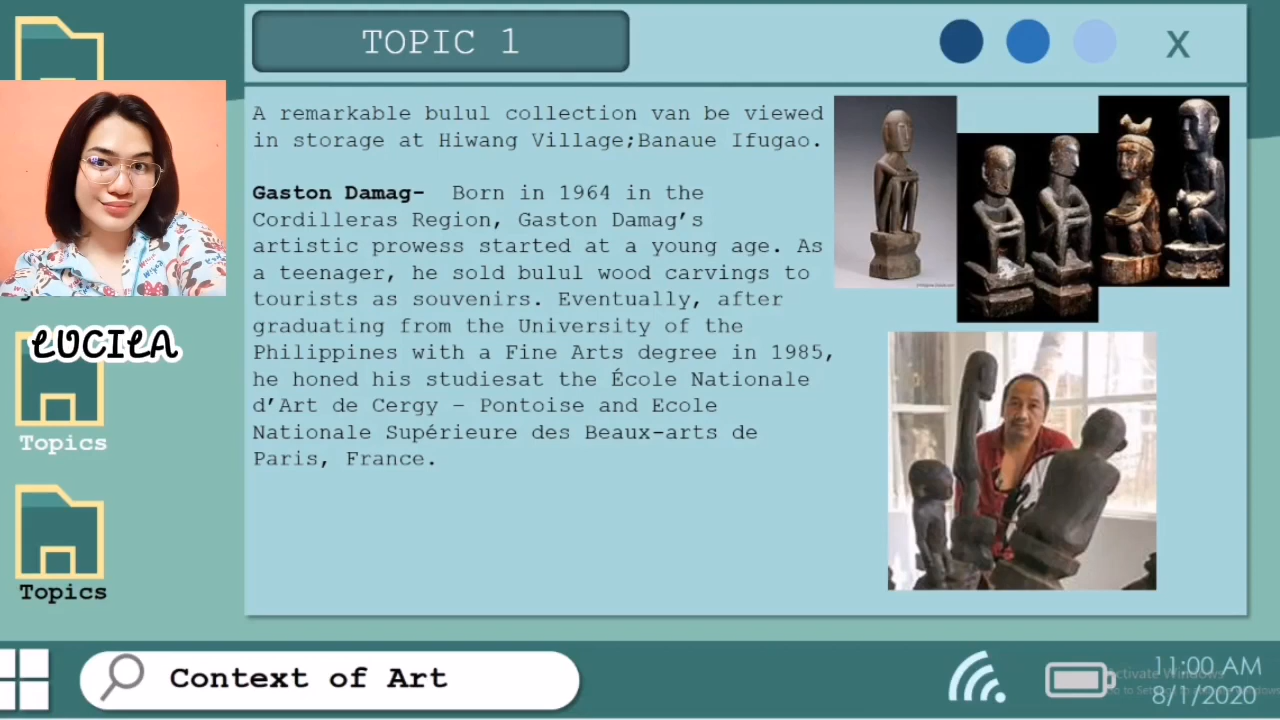 TOPIC 1
X
A remarkable bulul collection van be viewed
in storage at Hiwang Village;Banaue Ifugao.
Gaston Damag-  Born in 1964 in the
Cordilleras Region, Gaston Damag’s
artistic prowess started at a young age. As
a teenager, he sold bulul wood carvings to
tourists as souvenirs. Eventually, after
graduating from the University of the
Philippines with a Fine Arts degree in 1985,
he honed his studiesat the École Nationale
d’Art de Cergy – Pontoise and Ecole
Nationale Supérieure des Beaux-arts de
Paris, France.
LUCILA
Topics
Topics
Context of Art
11:00 AM
8/1/2020
Activate Windows